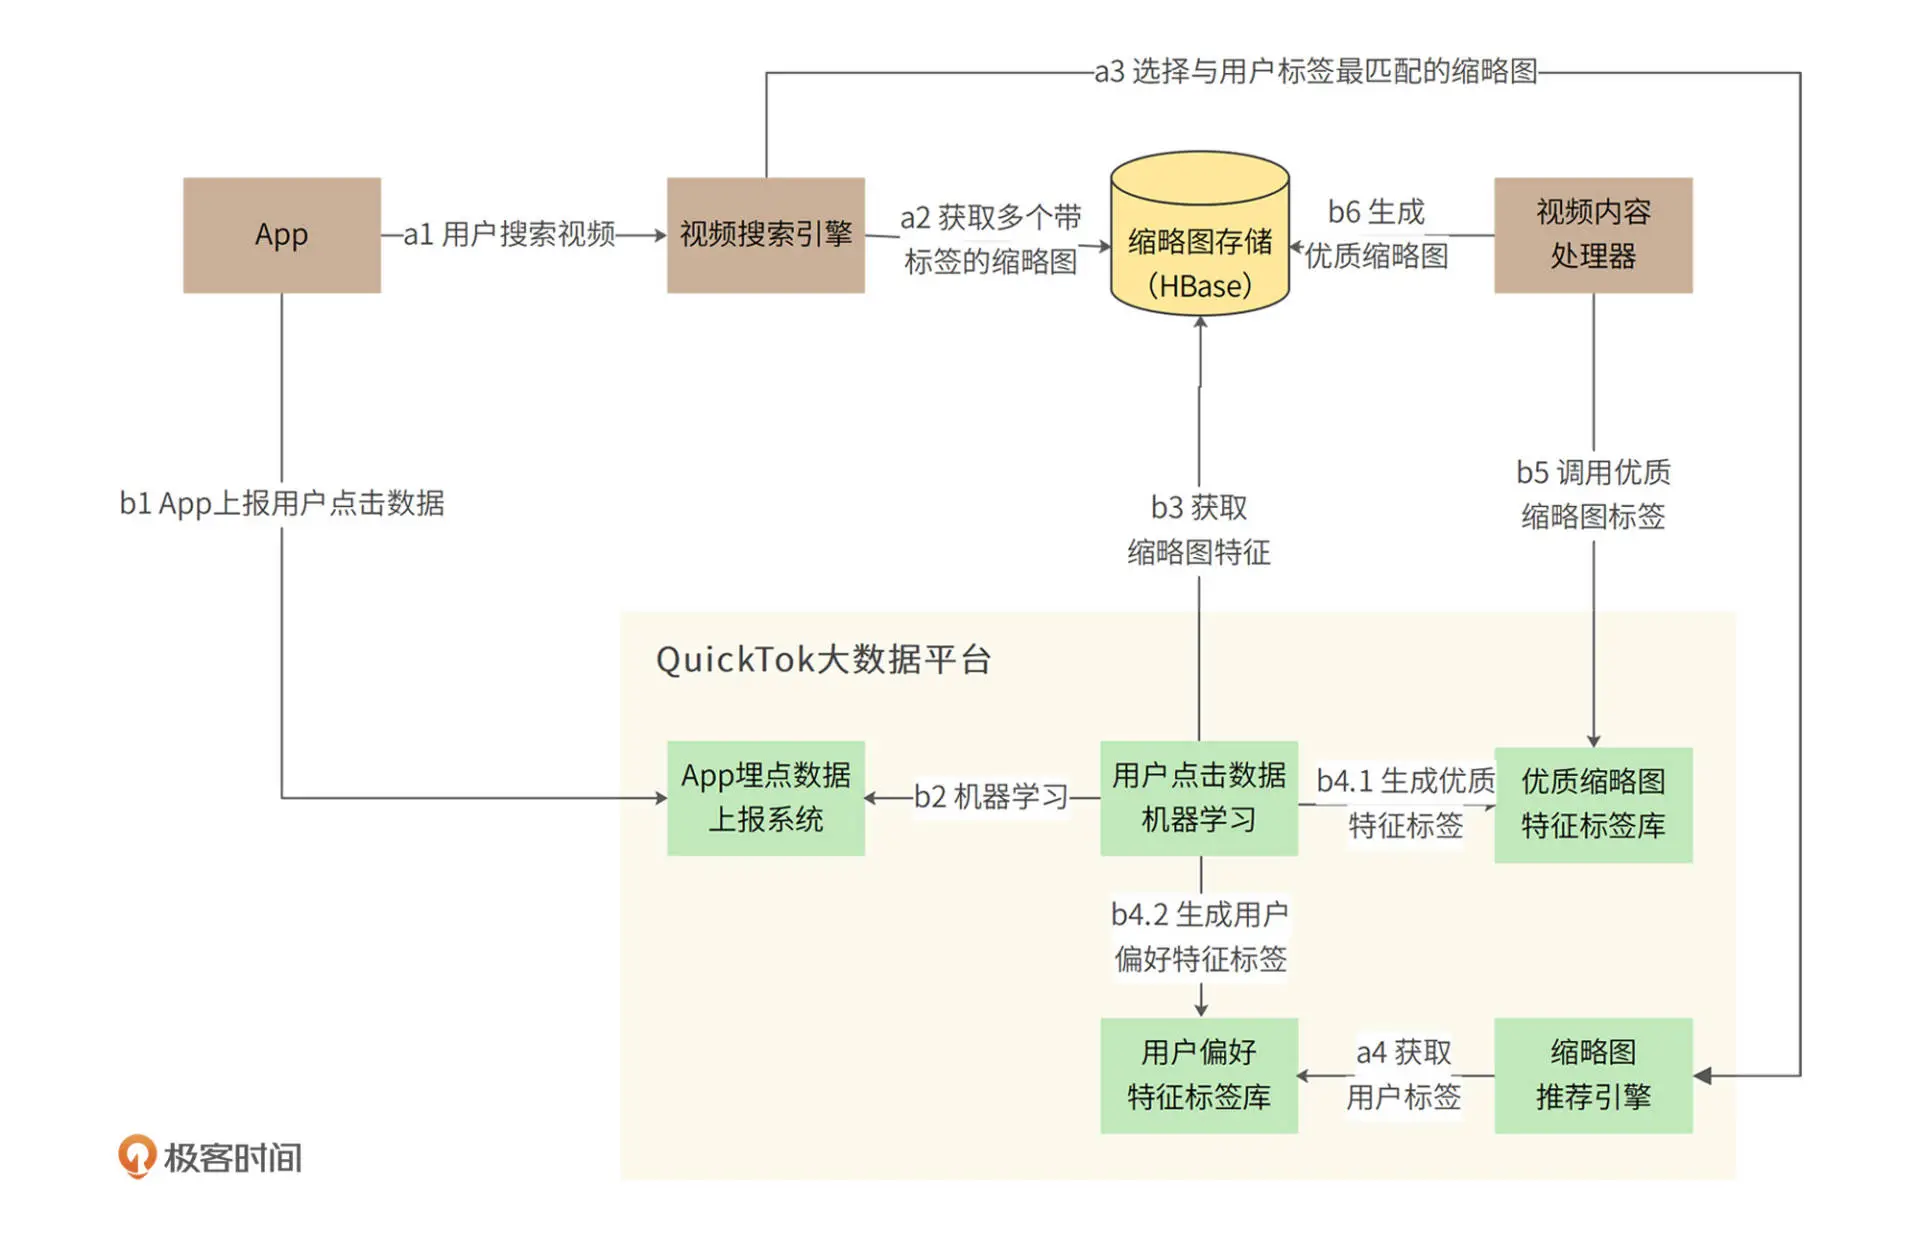 a3 选择与用户标签最匹配的缩略图
App
a1 用户搜索视频
视频搜索引擎
a2 获取多个带
标签的缩略图
缩略图存储
（HBase）
b6 生成
优质缩略图
视频内容
处理器
b1 App上报用户点击数据
b3 获取
缩略图特征
b5 调用优质
缩略图标签
QuickTok大数据平台
App埋点数据
上报系统
b2 机器学习
用户点击数据
机器学习
b4.1 生成优质
特征标签
优质缩略图
特征标签库
b4.2 生成用户
偏好特征标签
用户偏好
特征标签库
a4 获取
用户标签
缩略图
推荐引擎
极客时间